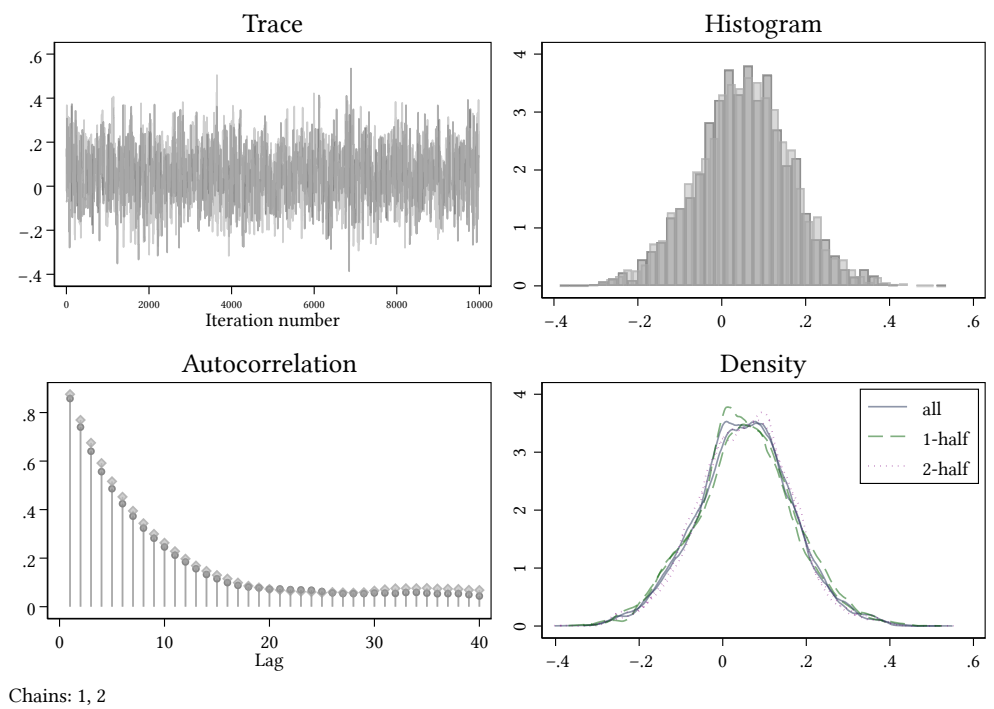 Trace
.6
.4
.2
0
−.2
−.4
0 2000 4000 6000 8000 10000
Iteration number
Histogram
4
3
2
1
0
−.4 −.2 0 .2 .4 .6
Autocorrelation
.8
.6
.4
.2
0
0 10 20 30 40
Lag
Density
4
3
2
1
0
−.4 −.2 0 .2 .4 .6
all
1-half
2-half
Chains: 1, 2